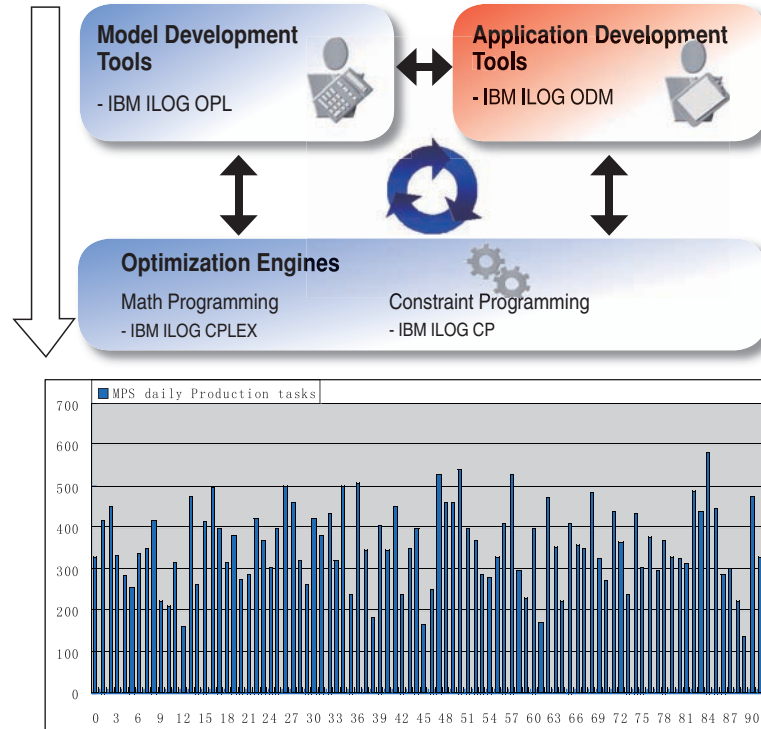 Model Development
Tools
- IBM ILOG OPL
Application Development
Tools
- IBM ILOG ODM
Optimization Engines
Math Programming
- IBM ILOG CPLEX
Constraint Programming
- IBM ILOG CP
MPS daily Production tasks
700
600
500
400
300
200
100
0
0 3 6 9 12 15 18 21 24 27 30 33 36 39 42 45 48 51 54 57 60 63 66 69 72 75 78 81 84 87 90